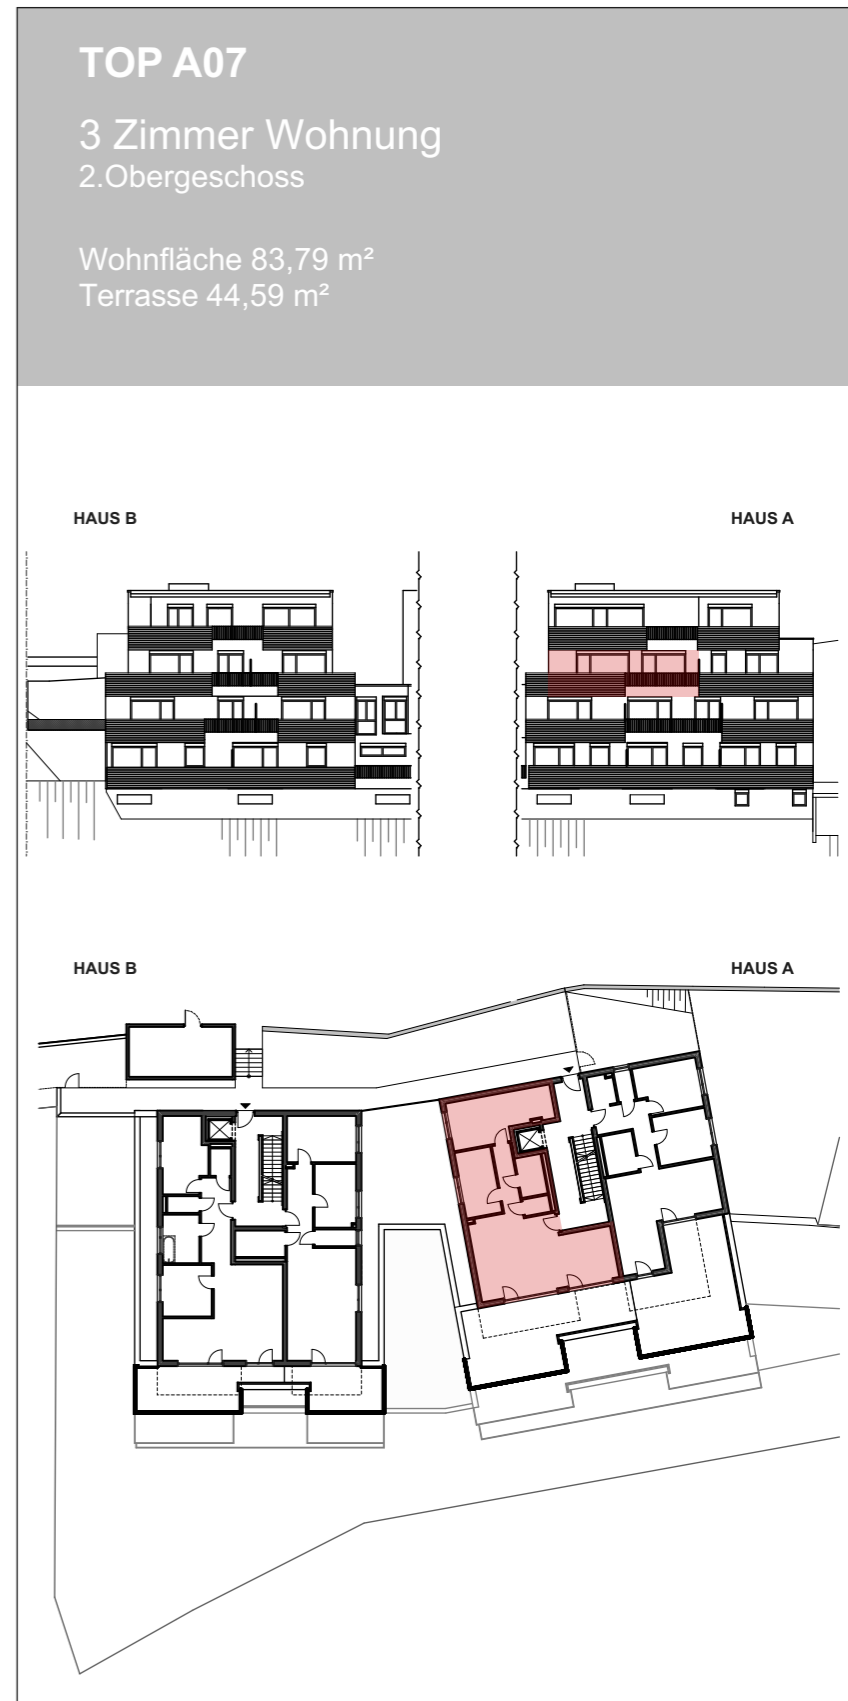 TOP A07
3 Zimmer Wohnung
2.Obergeschoss
Wohnfläche 83,79 m²
Terrasse 44,59 m²
HAUS B
HAUS A
HAUS B
HAUS A